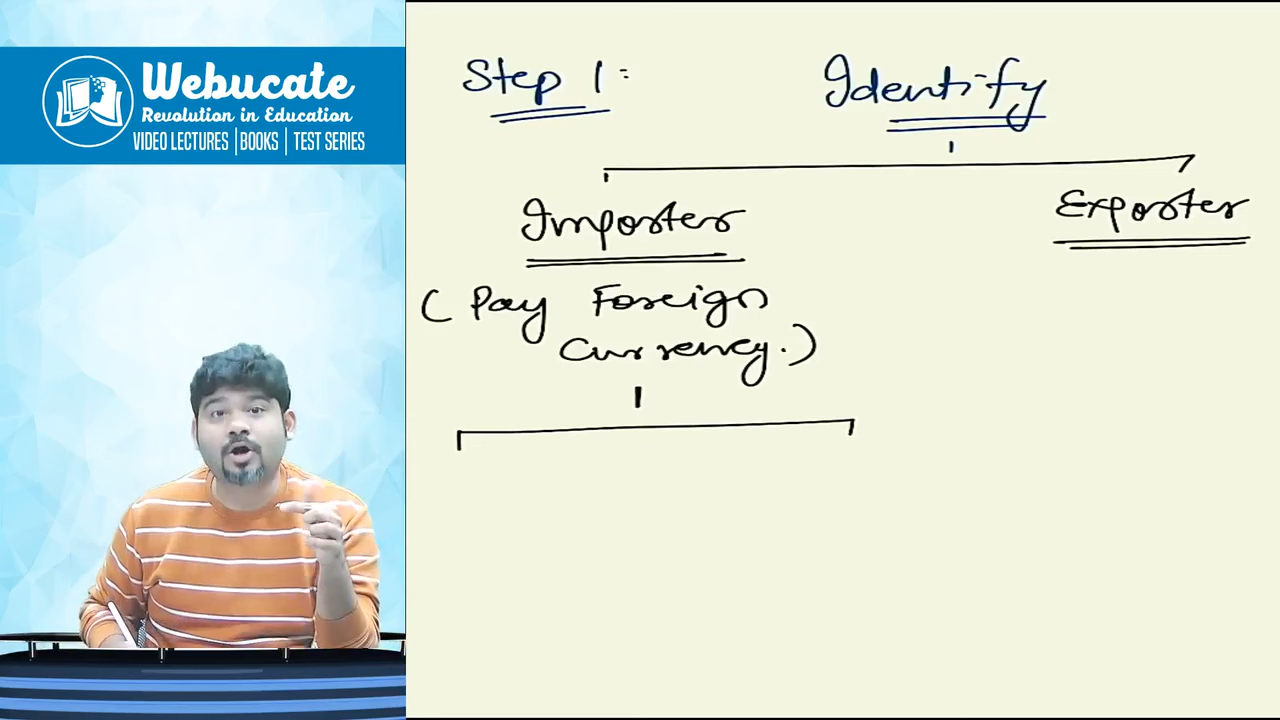 Webucate
Revolution in Education
VIDEO LECTURES | BOOKS | TEST SERIES
Step 1: Identify
Importer Exporter
(Pay Foreign
Currency.)